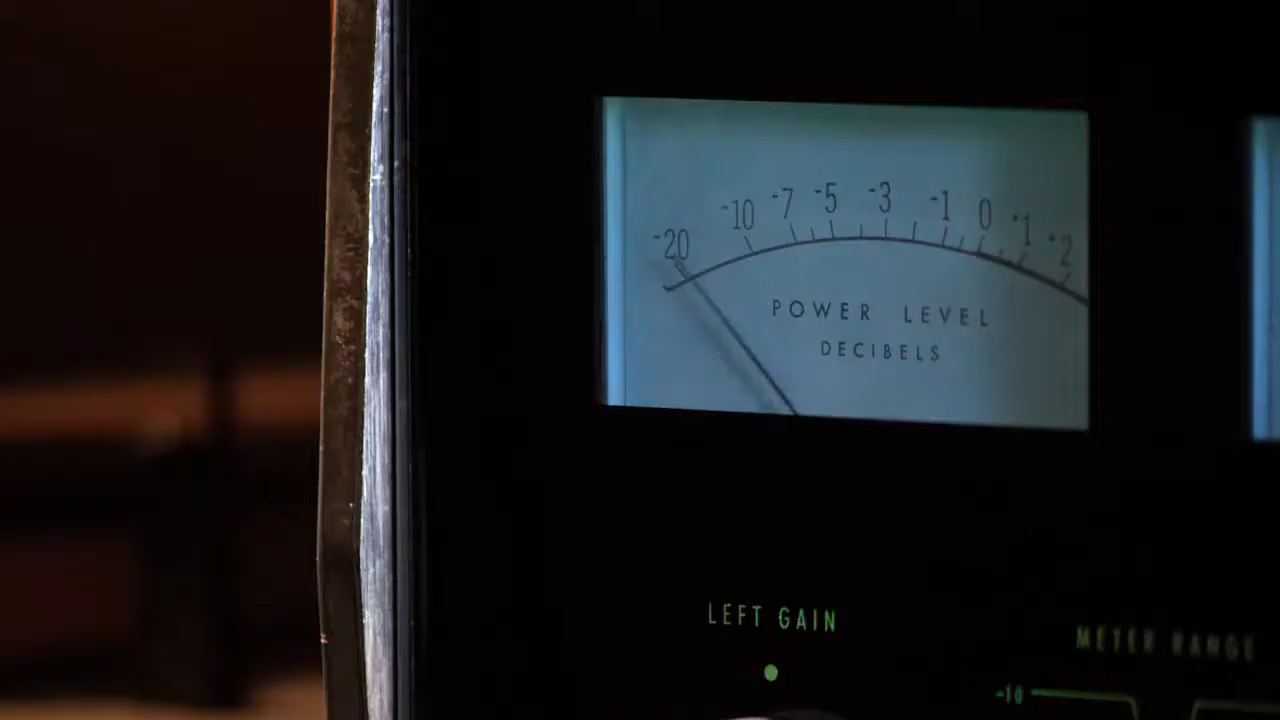 -20 -10 -7 -5 -3 -1 0 +1 +2
POWER LEVEL
DECIBELS
LEFT GAIN
METER RANGE
-10